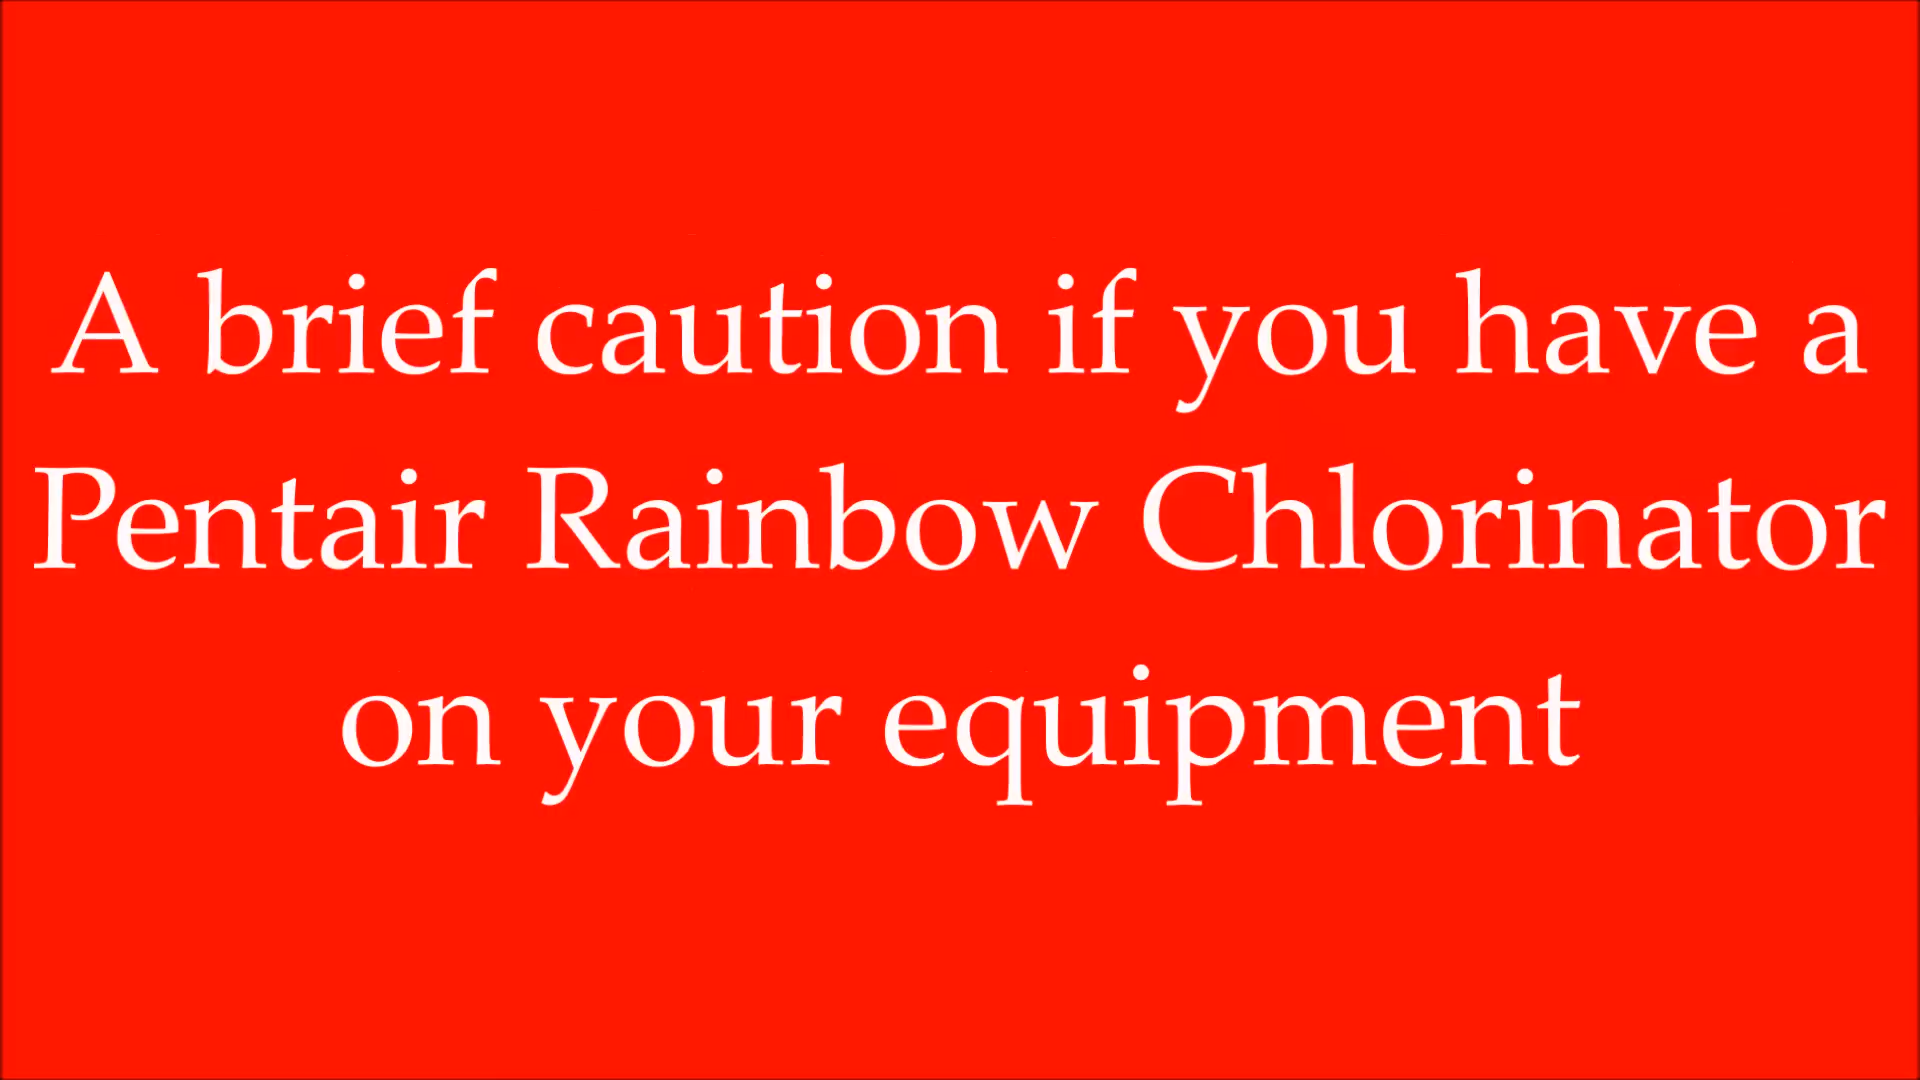 A brief caution if you have a
Pentair Rainbow Chlorinator
on your equipment